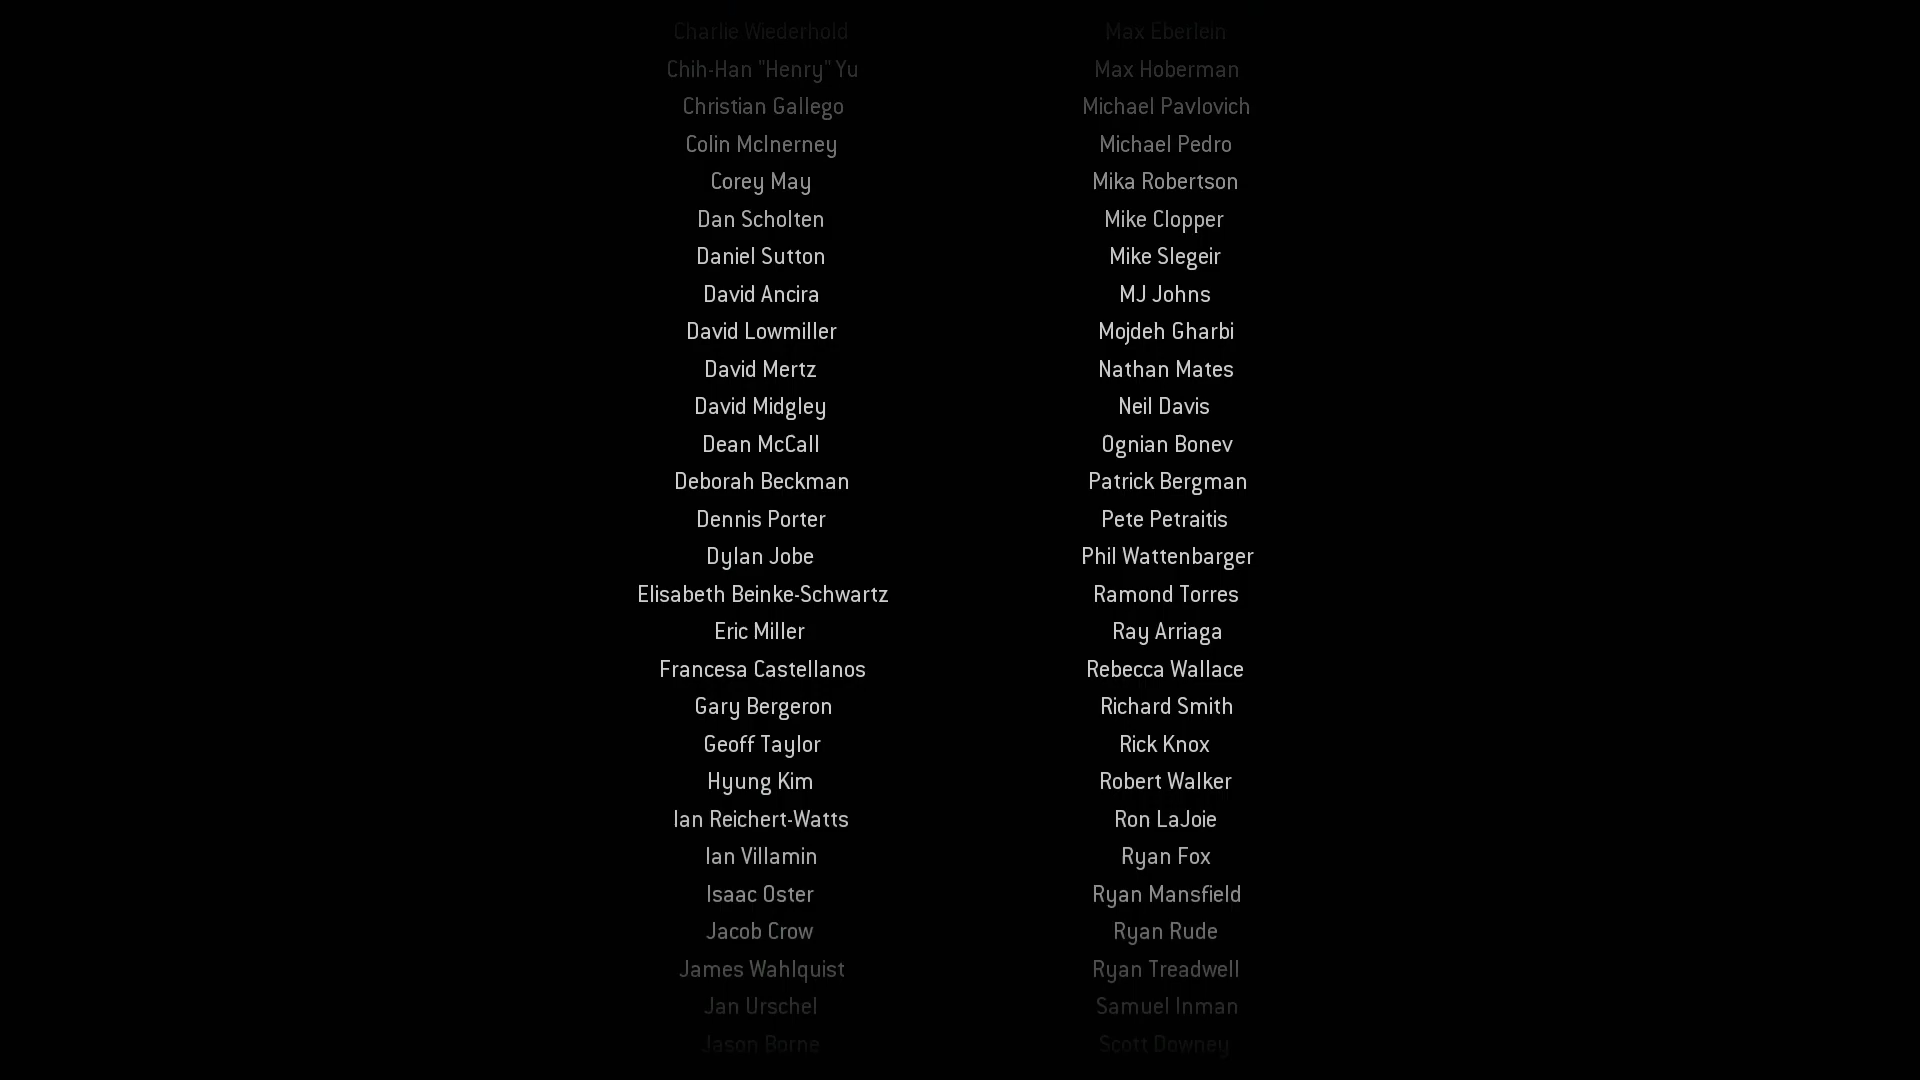 Charlie Wiederhold
Chih-Han "Henry" Yu
Christian Gallego
Colin McInerney
Corey May
Dan Scholten
Daniel Sutton
David Ancira
David Lowmiller
David Mertz
David Midgley
Dean McCall
Deborah Beckman
Dennis Porter
Dylan Jobe
Elisabeth Beinke-Schwartz
Eric Miller
Francesa Castellanos
Gary Bergeron
Geoff Taylor
Hyung Kim
Ian Reichert-Watts
Ian Villamin
Isaac Oster
Jacob Crow
James Wahlquist
Jan Urschel
Jason Borne
Max Eberlein
Max Hoberman
Michael Pavlovich
Michael Pedro
Mika Robertson
Mike Clopper
Mike Slegeir
MJ Johns
Mojdeh Gharbi
Nathan Mates
Neil Davis
Ognian Bonev
Patrick Bergman
Pete Petraitis
Phil Wattenbarger
Ramond Torres
Ray Arriaga
Rebecca Wallace
Richard Smith
Rick Knox
Robert Walker
Ron LaJoie
Ryan Fox
Ryan Mansfield
Ryan Rude
Ryan Treadwell
Samuel Inman
Scott Downey